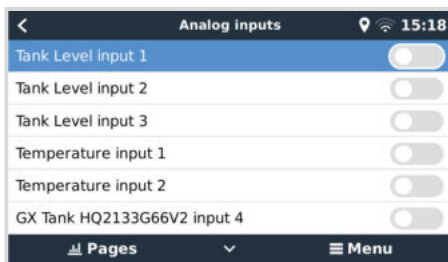 Analog inputs 15:18
Tank Level input 1
Tank Level input 2
Tank Level input 3
Temperature input 1
Temperature input 2
GX Tank HQ2133G66V2 input 4
Pages Menu